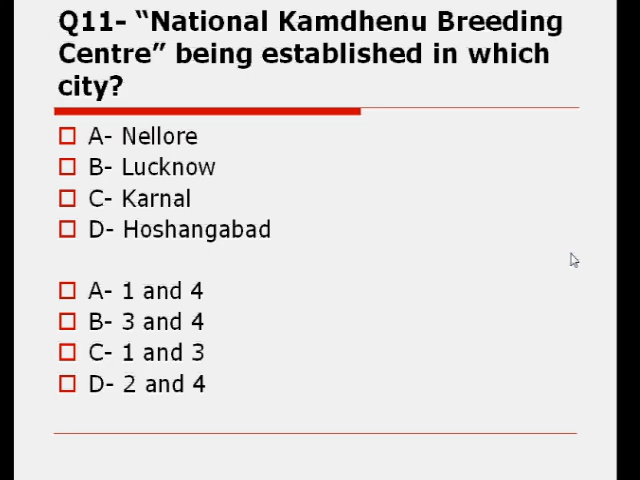 Q11- “National Kamdhenu Breeding
Centre” being established in which
city?
A- Nellore
B- Lucknow
C- Karnal
D- Hoshangabad
A- 1 and 4
B- 3 and 4
C- 1 and 3
D- 2 and 4